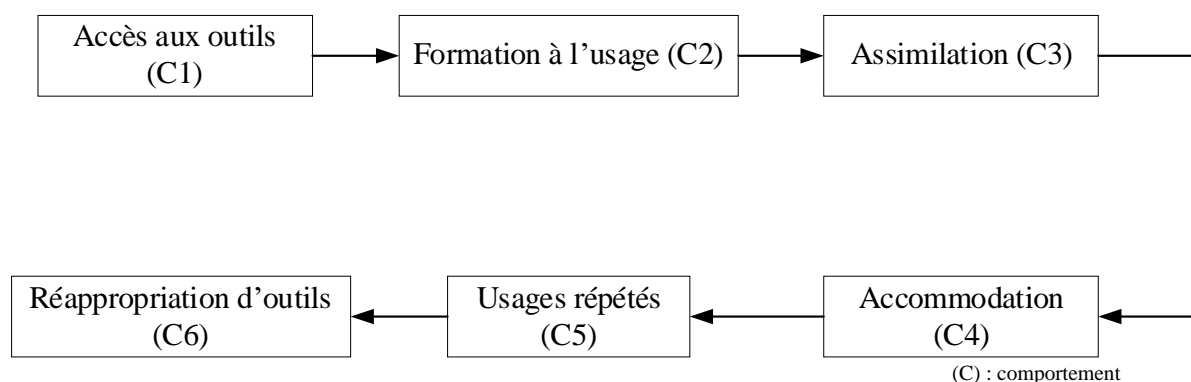 Accès aux outils
(C1)
Formation à l’usage (C2)
Assimilation (C3)
Accommodation
(C4)
Usages répétés
(C5)
Réappropriation d’outils
(C6)
(C) : comportement